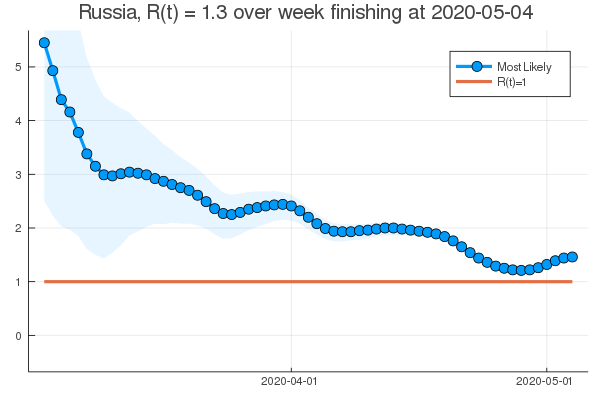 Russia, R(t) = 1.3 over week finishing at 2020-05-04
Most Likely
R(t)=1
5
4
3
2
1
0
2020-04-01
2020-05-01